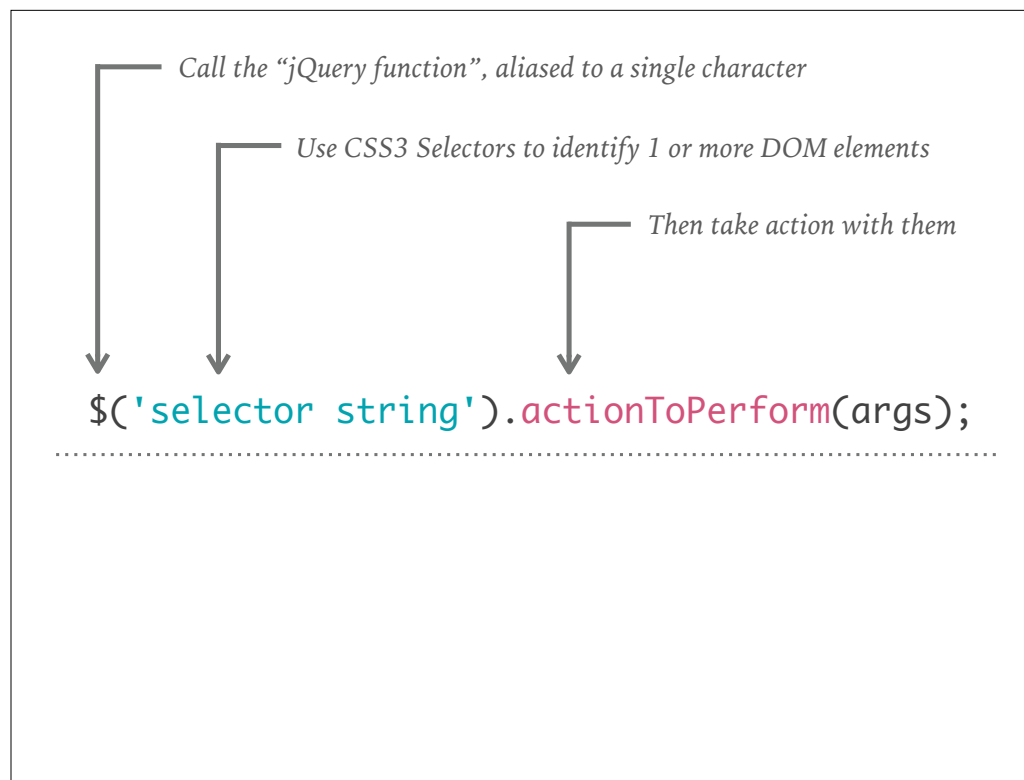 Call the “jQuery function”, aliased to a single character
Use CSS3 Selectors to identify 1 or more DOM elements
Then take action with them
$('selector string').actionToPerform(args);